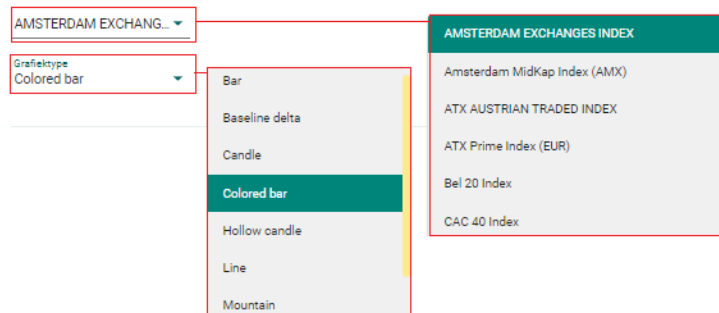 AMSTERDAM EXCHANG...
Grafiektype
Colored bar
Bar
Baseline delta
Candle
Colored bar
Hollow candle
Line
Mountain
AMSTERDAM EXCHANGES INDEX
Amsterdam MidKap Index (AMX)
ATX AUSTRIAN TRADED INDEX
ATX Prime Index (EUR)
Bel 20 Index
CAC 40 Index